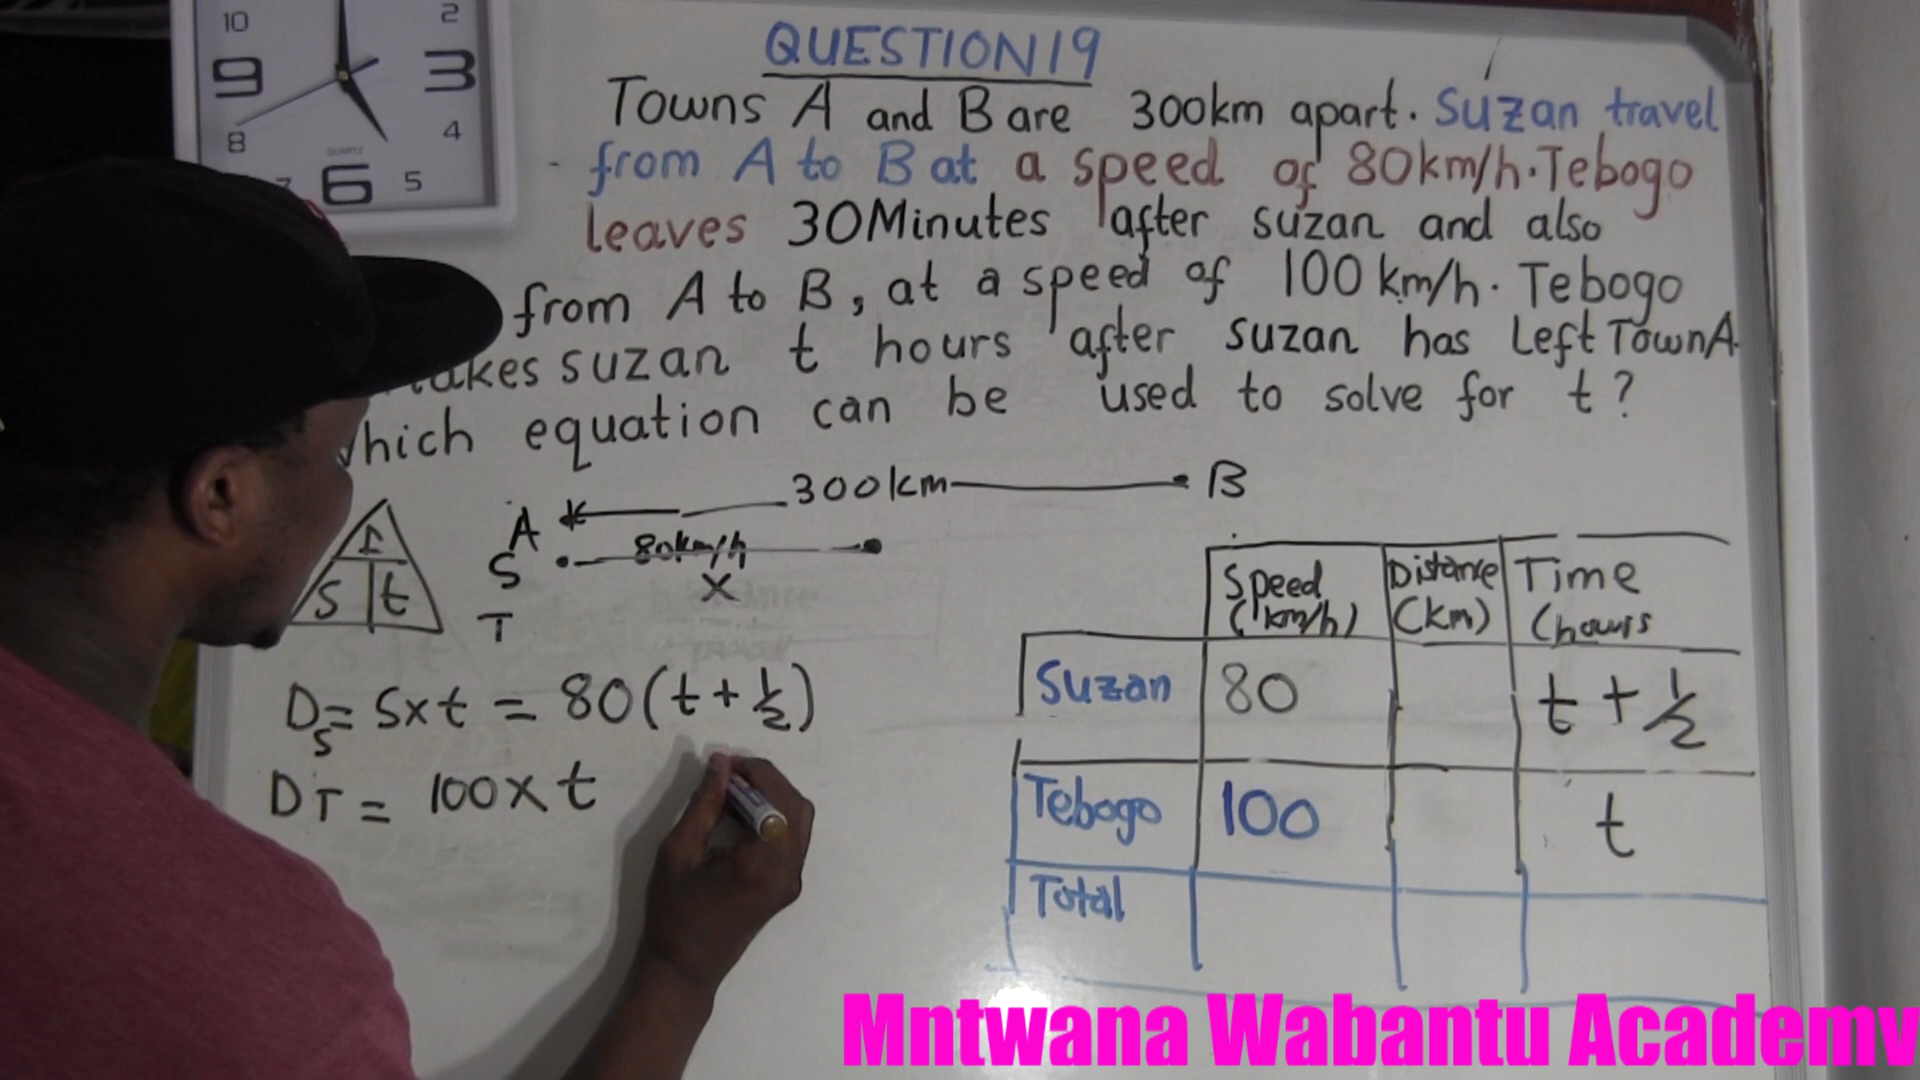 10 2
9 3
8 4
QUARTZ
7 6 5
QUESTION 19
Towns A and B are 300km apart. Suzan travel
from A to B at a speed of 80km/h. Tebogo
leaves 30Minutes after suzan and also
from A to B, at a speed of 100 km/h. Tebogo
takes suzan t hours after suzan has Left Town A.
which equation can be used to solve for t?
A 300km B
S 80km/h
X
T
S t
Speed (km/h) Distance (km) Time (hours
Suzan 80 t + 1/2
Tebogo 100 t
Total
Ds = S x t = 80(t + 1/2)
DT = 100 x t
Mntwana Wabantu Academy